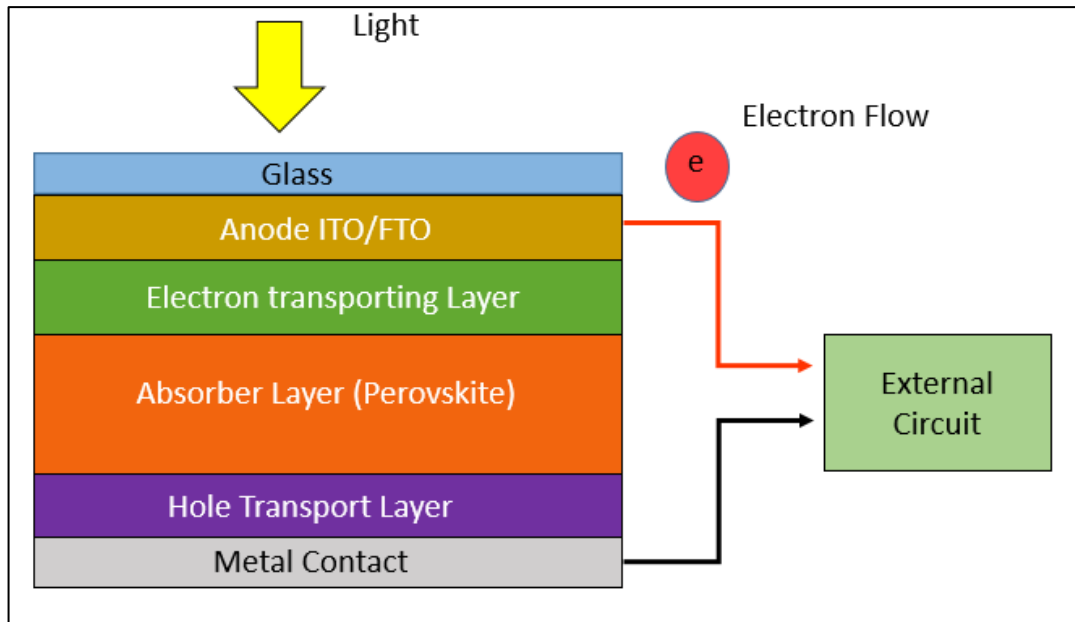 Light
Electron Flow
e
Glass
Anode ITO/FTO
Electron transporting Layer
Absorber Layer (Perovskite)
Hole Transport Layer
Metal Contact
External
Circuit